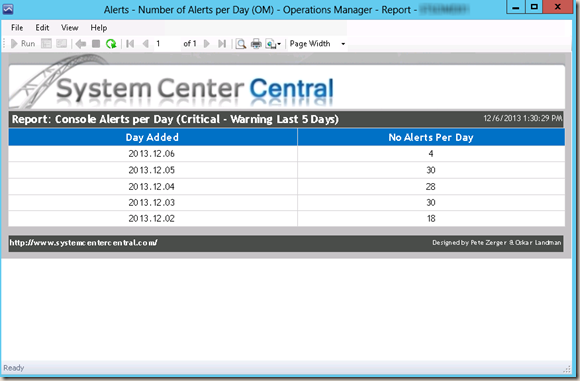 Alerts - Number of Alerts per Day (OM) - Operations Manager - Report -
File Edit View Help
Run 1 of 1 Page Width
System Center Central
Report: Console Alerts per Day (Critical - Warning Last 5 Days) 12/6/2013 1:30:29 PM
Day Added No Alerts Per Day
2013.12.06 4
2013.12.05 30
2013.12.04 28
2013.12.03 30
2013.12.02 18
http://www.systemcentercentral.com/ Designed by Pete Zerger & Oskar Landman
Ready